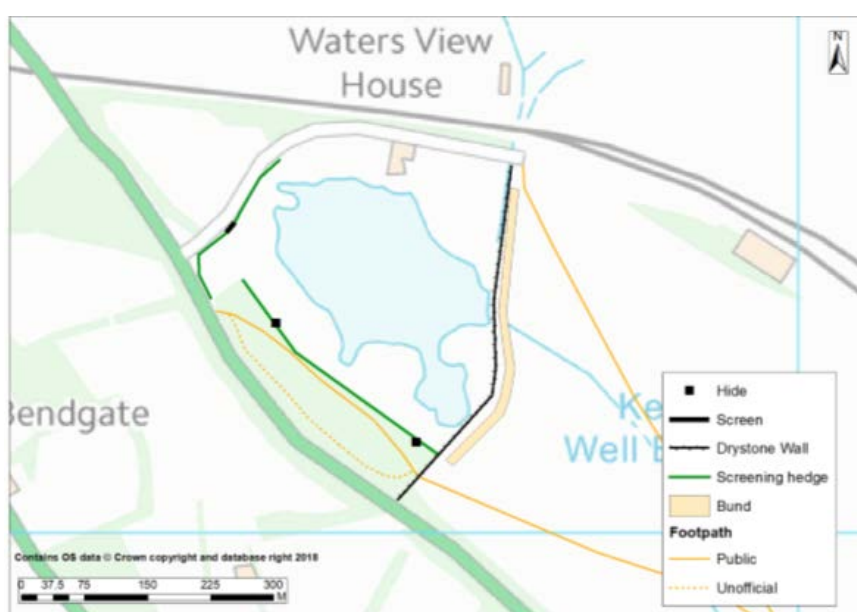 Waters View
House
N
Bendgate
Well
Hide
Screen
Drystone Wall
Screening hedge
Bund
Footpath
Public
Unofficial
Contains OS data © Crown copyright and database right 2018
0 37.5 75 150 225 300
M